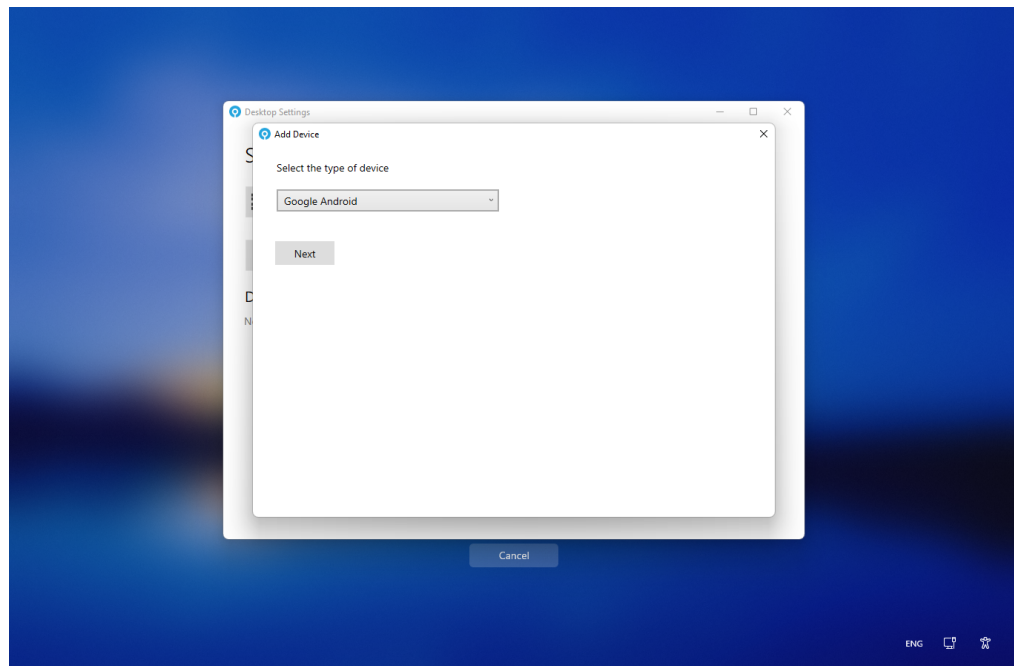 Desktop Settings
Add Device
S
Select the type of device
Google Android
Next
D
N
Cancel
ENG